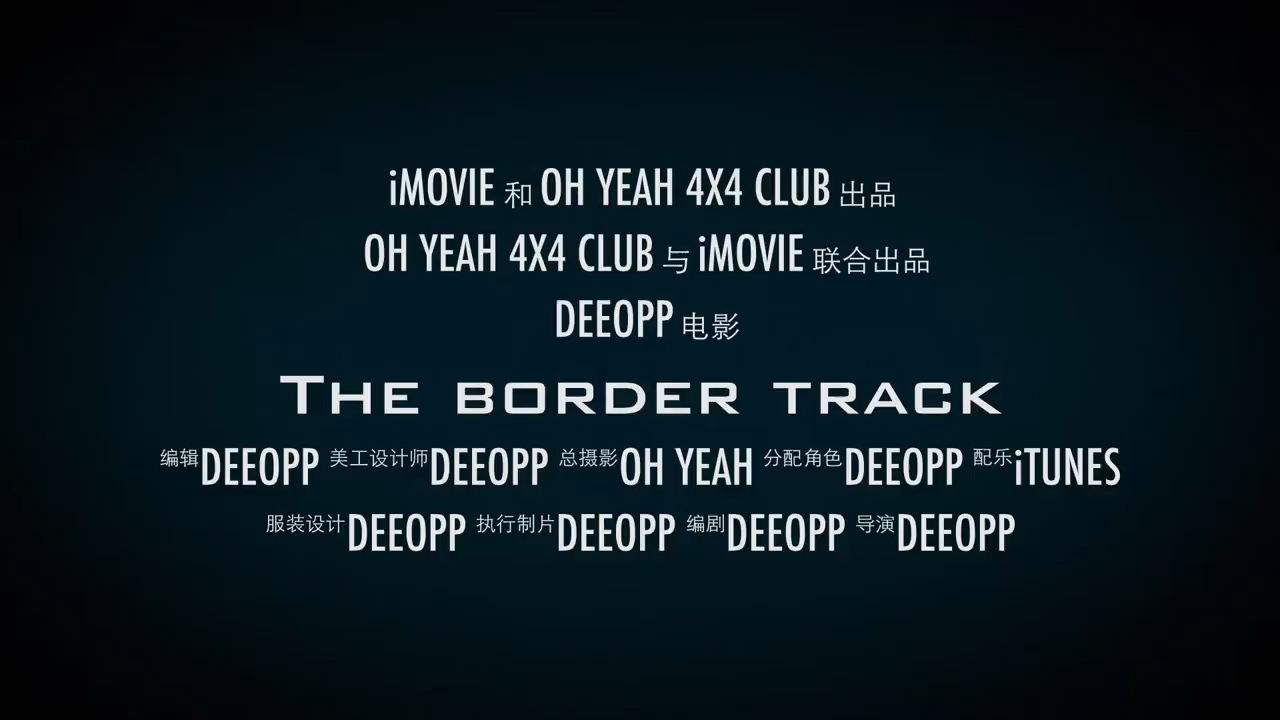 iMOVIE 和 OH YEAH 4X4 CLUB 出品
OH YEAH 4X4 CLUB 与 iMOVIE 联合出品
DEEOPP 电影
THE BORDER TRACK
编辑DEEOPP 美工设计师DEEOPP 总摄影OH YEAH 分配角色DEEOPP 配乐iTUNES
服装设计DEEOPP 执行制片DEEOPP 编剧DEEOPP 导演DEEOPP